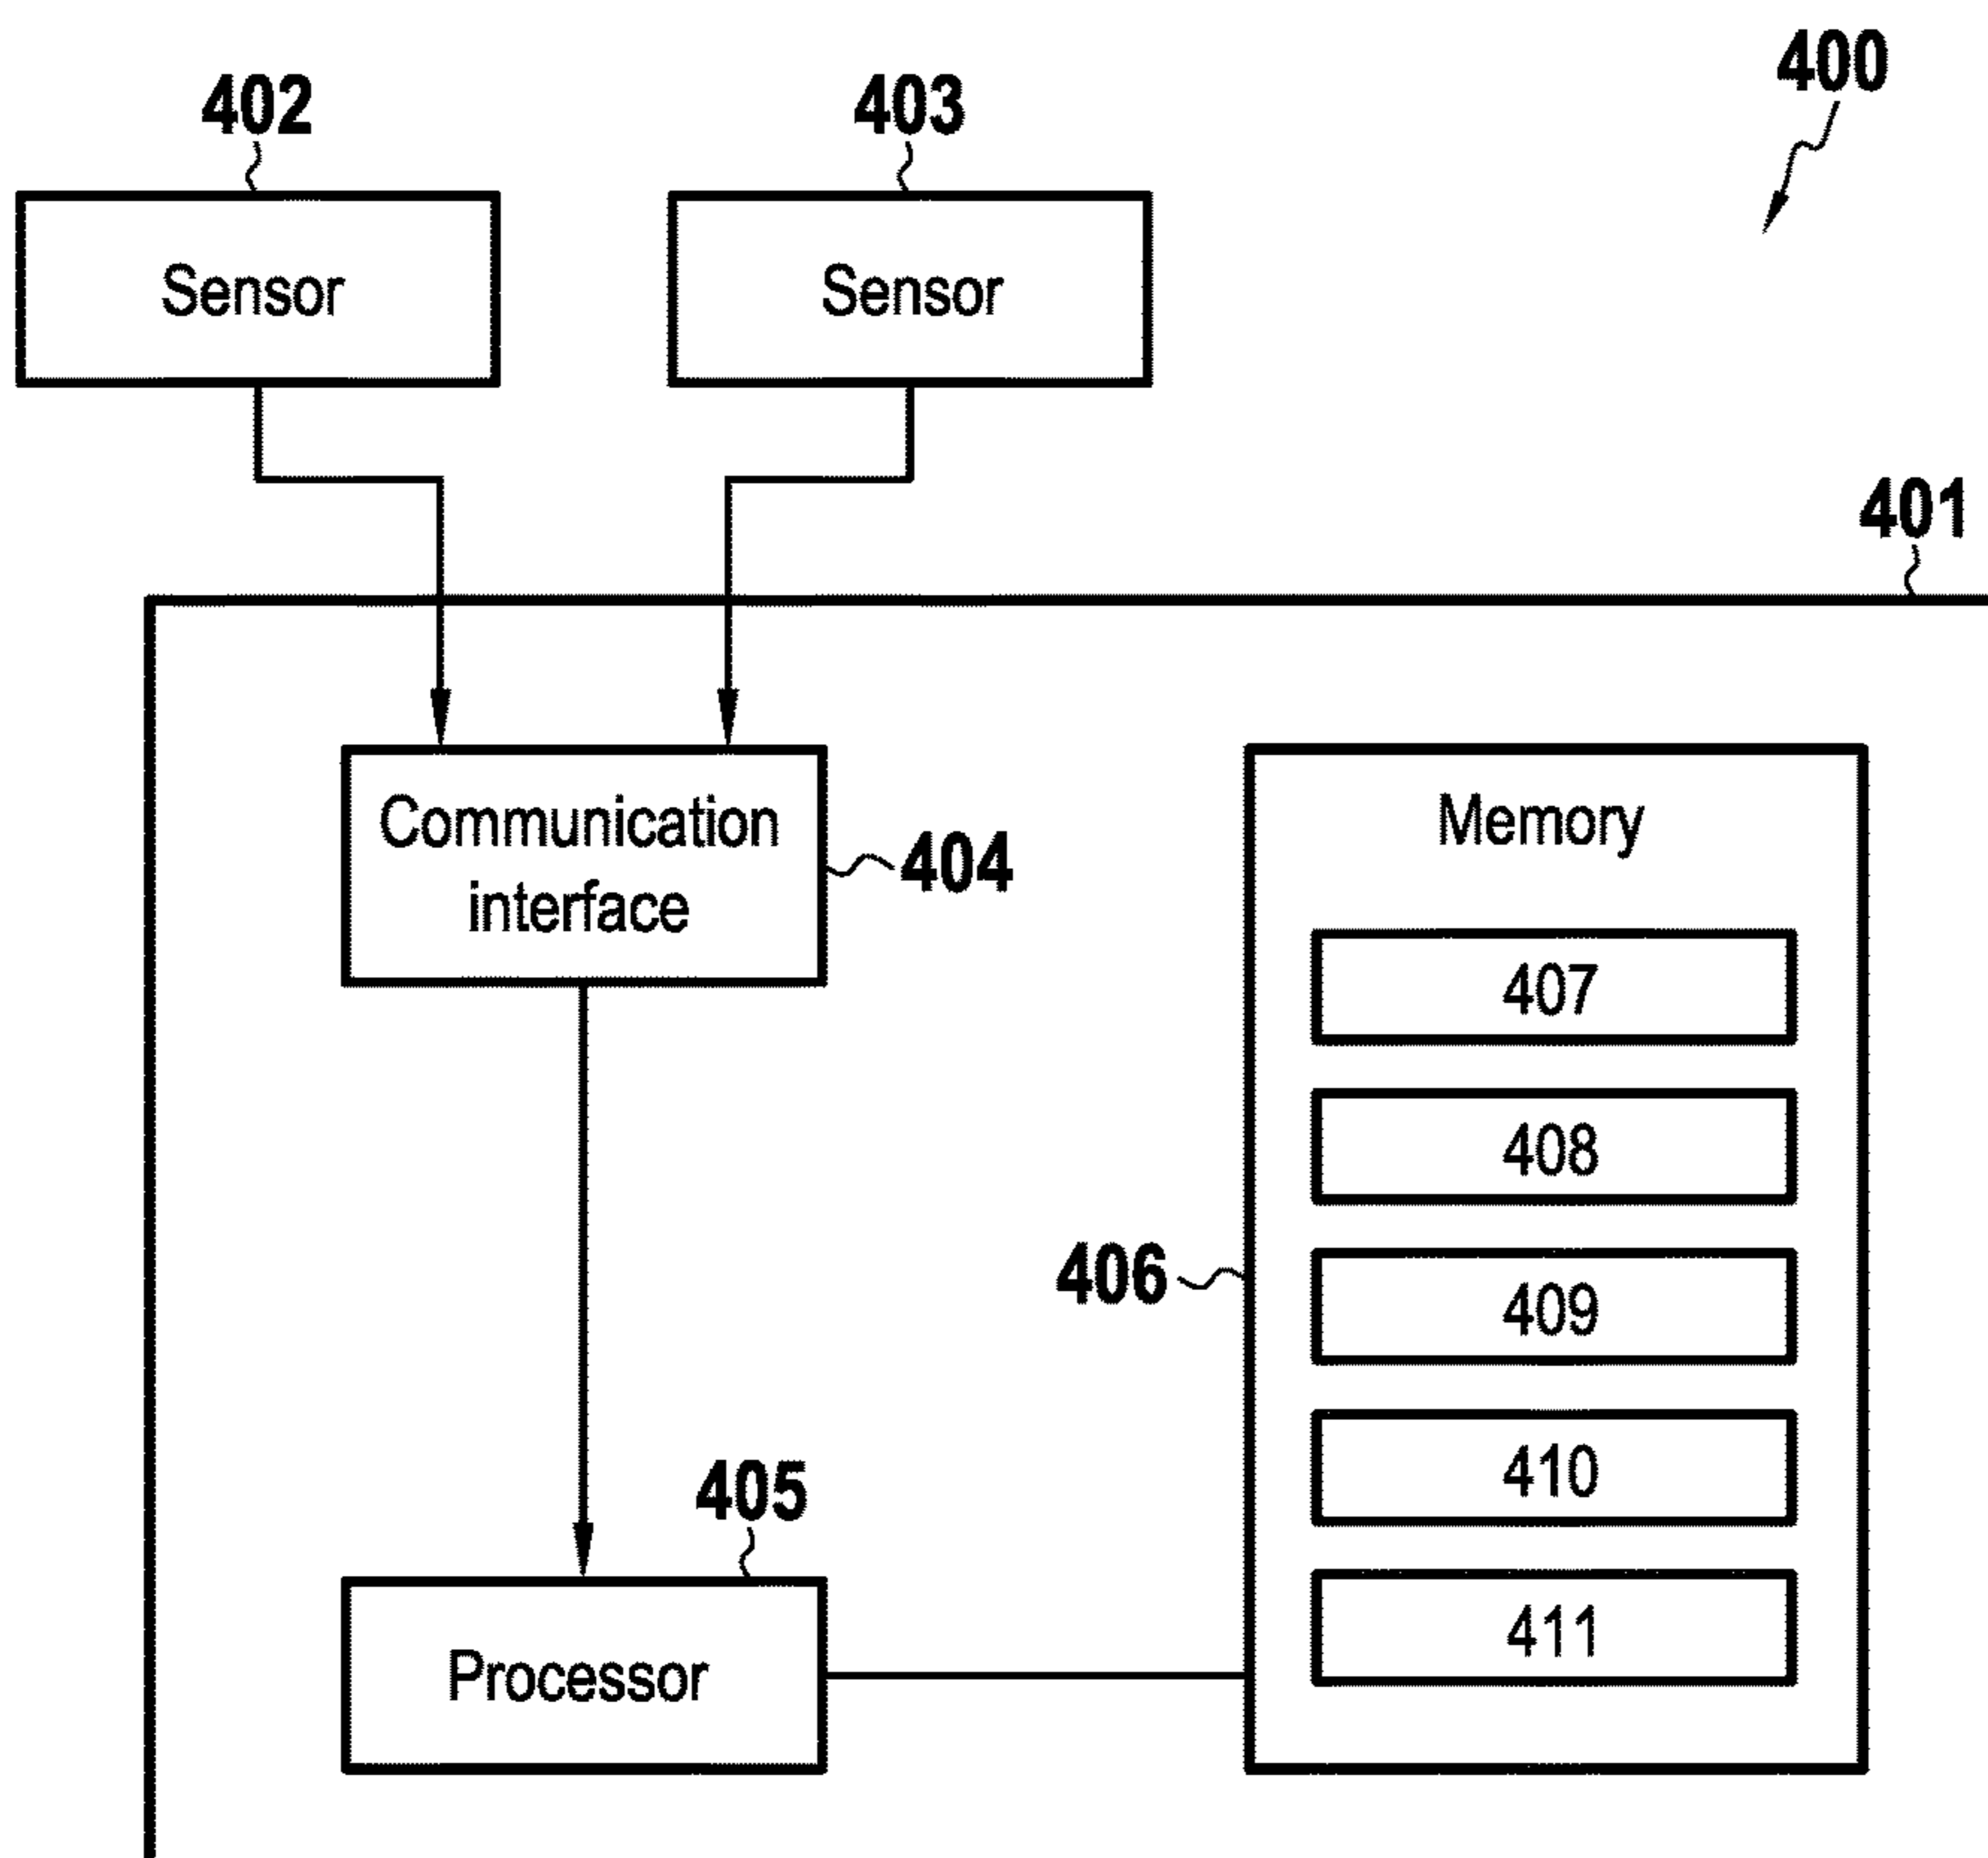 400
402
403
Sensor
Sensor
401
Communication
interface
404
Memory
407
408
406
409
410
405
411
Processor